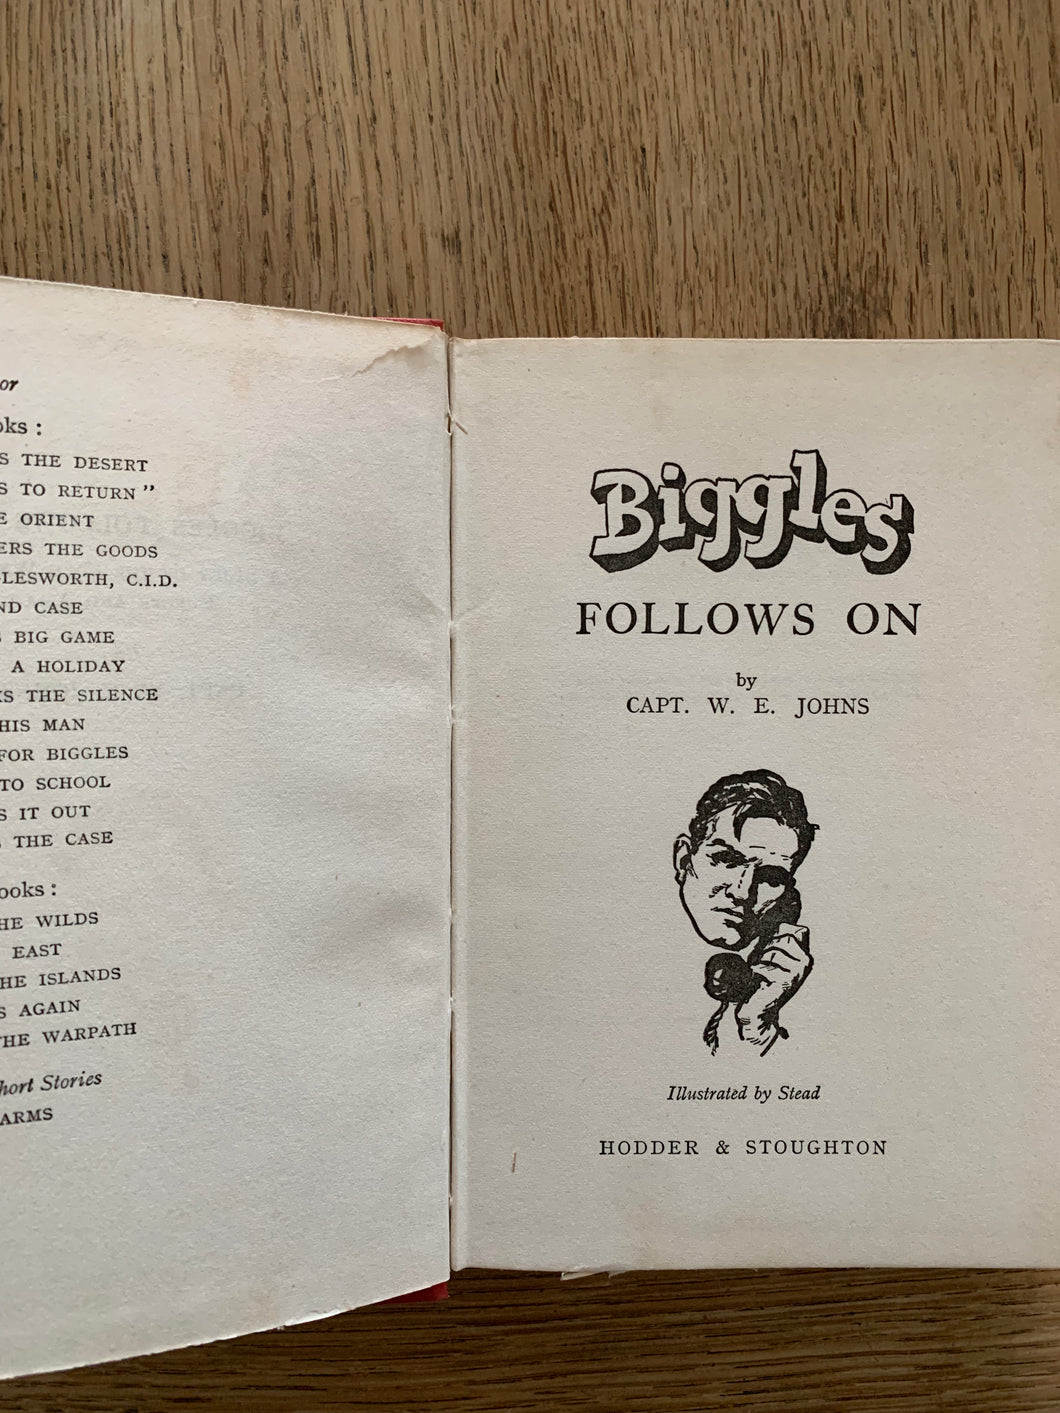 or
oks :
S THE DESERT
S TO RETURN"
E ORIENT
ERS THE GOODS
LESWORTH, C.I.D.
ND CASE
BIG GAME
A HOLIDAY
KS THE SILENCE
HIS MAN
FOR BIGGLES
TO SCHOOL
S IT OUT
THE CASE
ooks :
HE WILDS
EAST
HE ISLANDS
S AGAIN
THE WARPATH
hort Stories
ARMS
Biggles
FOLLOWS ON
by
CAPT. W. E. JOHNS
Illustrated by Stead
HODDER & STOUGHTON